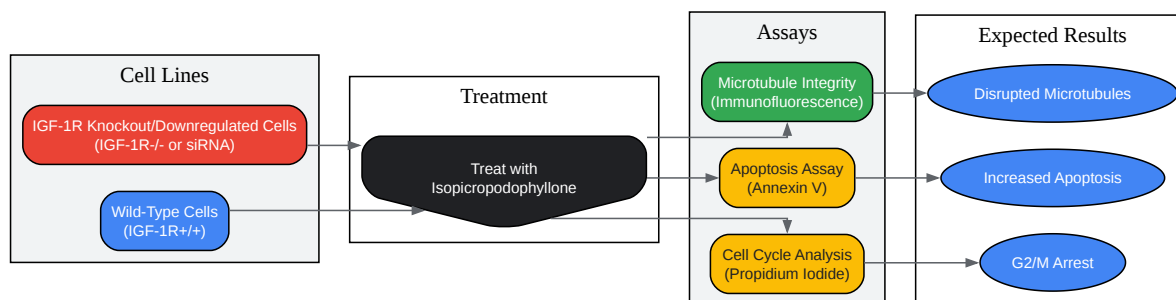 Cell Lines
IGF-1R Knockout/Downregulated Cells
(IGF-1R-/- or siRNA)
Wild-Type Cells
(IGF-1R+/+)
Treatment
Treat with
Isopicropodophyllone
Assays
Microtubule Integrity
(Immunofluorescence)
Apoptosis Assay
(Annexin V)
Cell Cycle Analysis
(Propidium Iodide)
Expected Results
Disrupted Microtubules
Increased Apoptosis
G2/M Arrest